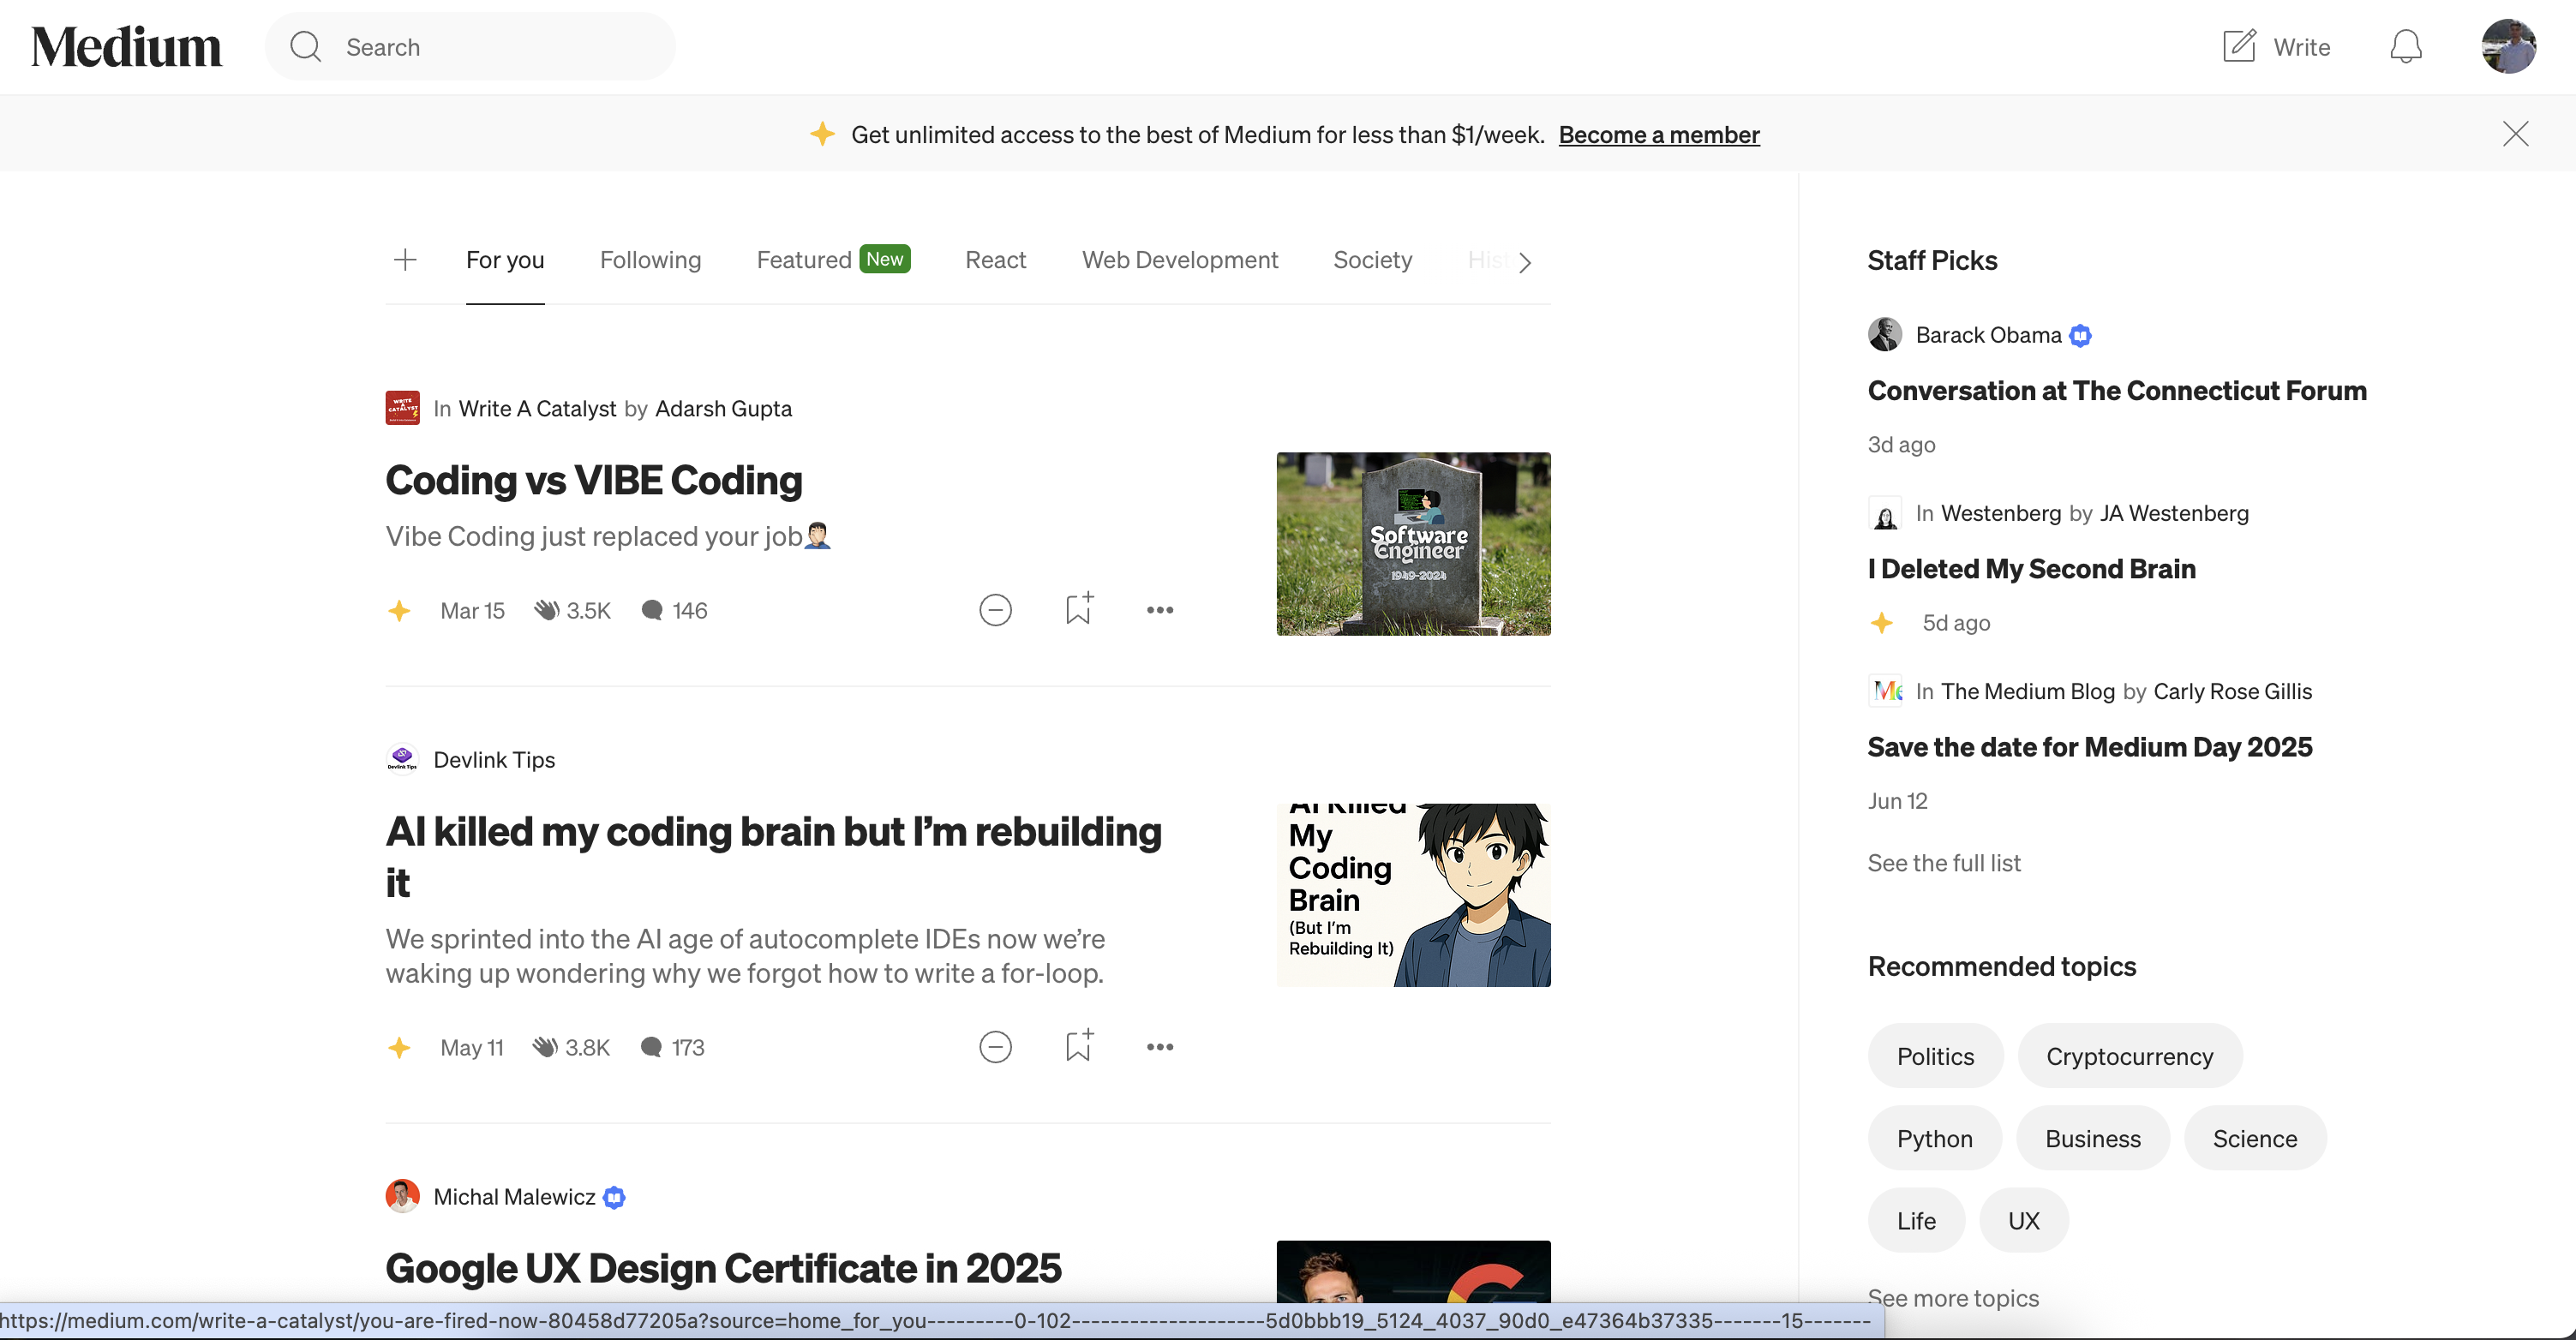 Medium
Search
Write
Get unlimited access to the best of Medium for less than $1/week. Become a member
For you Following Featured New React Web Development Society Hist
In Write A Catalyst by Adarsh Gupta
Coding vs VIBE Coding
Vibe Coding just replaced your job
Mar 15 3.5K 146
WRITE A CATALYST
Software
Engineer
1949-2024
Devlink Tips
Devlink Tips
AI killed my coding brain but I’m rebuilding
it
We sprinted into the AI age of autocomplete IDEs now we’re
waking up wondering why we forgot how to write a for-loop.
May 11 3.8K 173
AI Killed
My
Coding
Brain
(But I’m
Rebuilding It)
Michal Malewicz
Google UX Design Certificate in 2025
Staff Picks
Barack Obama
Conversation at The Connecticut Forum
3d ago
In Westenberg by JA Westenberg
I Deleted My Second Brain
5d ago
Me
In The Medium Blog by Carly Rose Gillis
Save the date for Medium Day 2025
Jun 12
See the full list
Recommended topics
Politics Cryptocurrency
Python Business Science
Life UX
See more topics
https://medium.com/write-a-catalyst/you-are-fired-now-80458d77205a?source=home_for_you---------0-102--------------------5d0bbb19_5124_4037_90d0_e47364b37335-------15-------